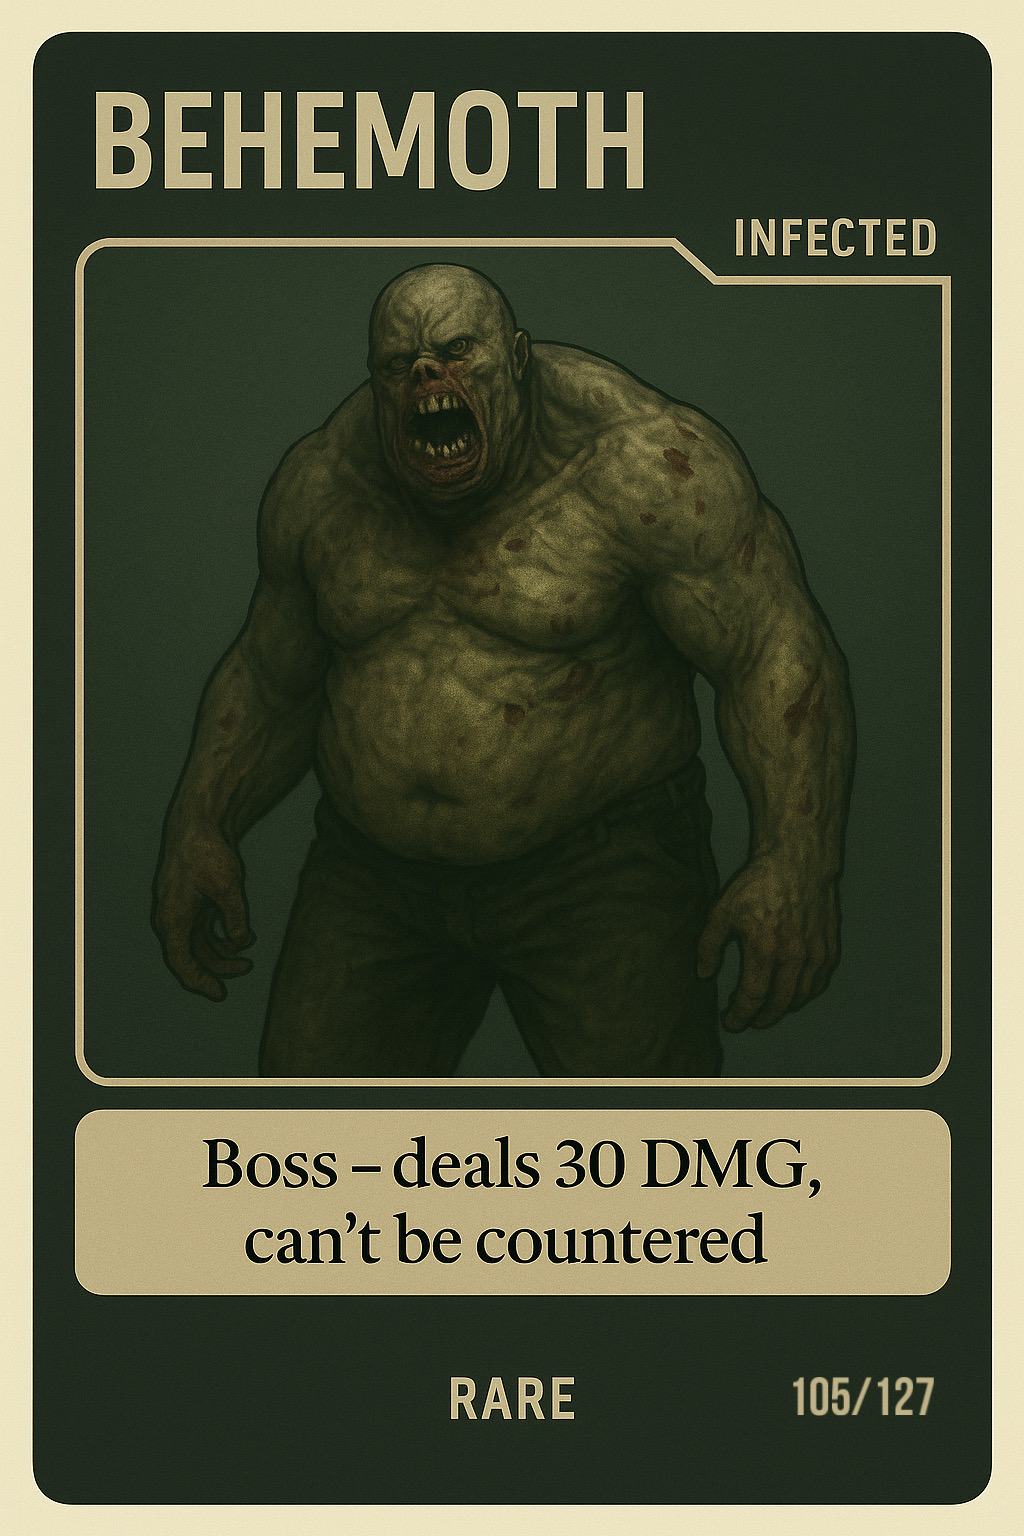 BEHEMOTH
INFECTED
Boss – deals 30 DMG,
can’t be countered
RARE
105/127